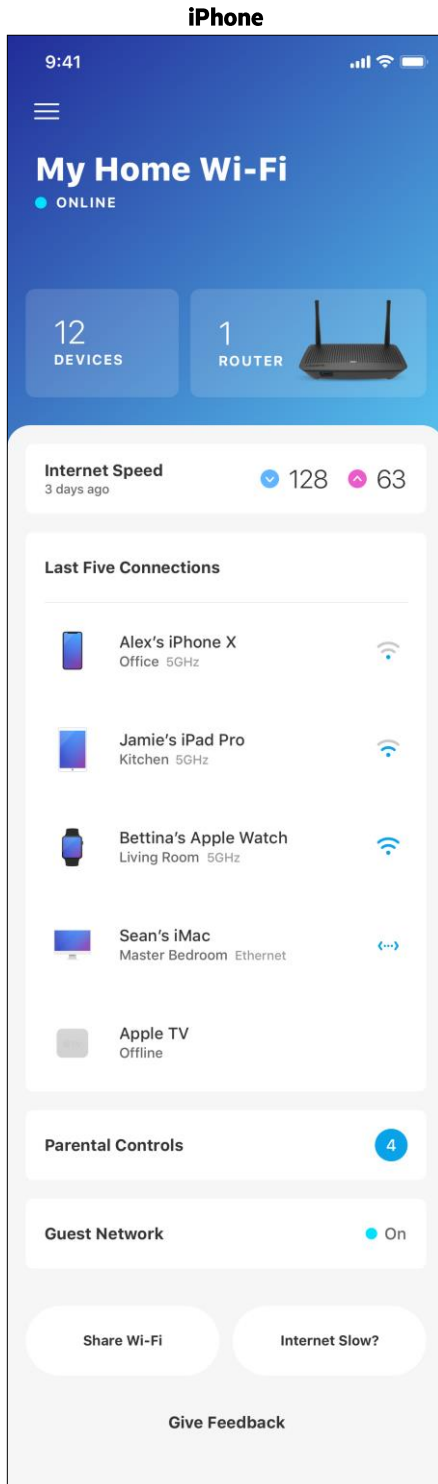 iPhone
9:41
My Home Wi-Fi
ONLINE
12
DEVICES
1
ROUTER
Internet Speed
3 days ago
128
63
Last Five Connections
Alex’s iPhone X
Office 5GHz
Jamie’s iPad Pro
Kitchen 5GHz
Bettina’s Apple Watch
Living Room 5GHz
Sean’s iMac
Master Bedroom Ethernet
Apple TV
Offline
Parental Controls
4
Guest Network
On
Share Wi-Fi
Internet Slow?
Give Feedback